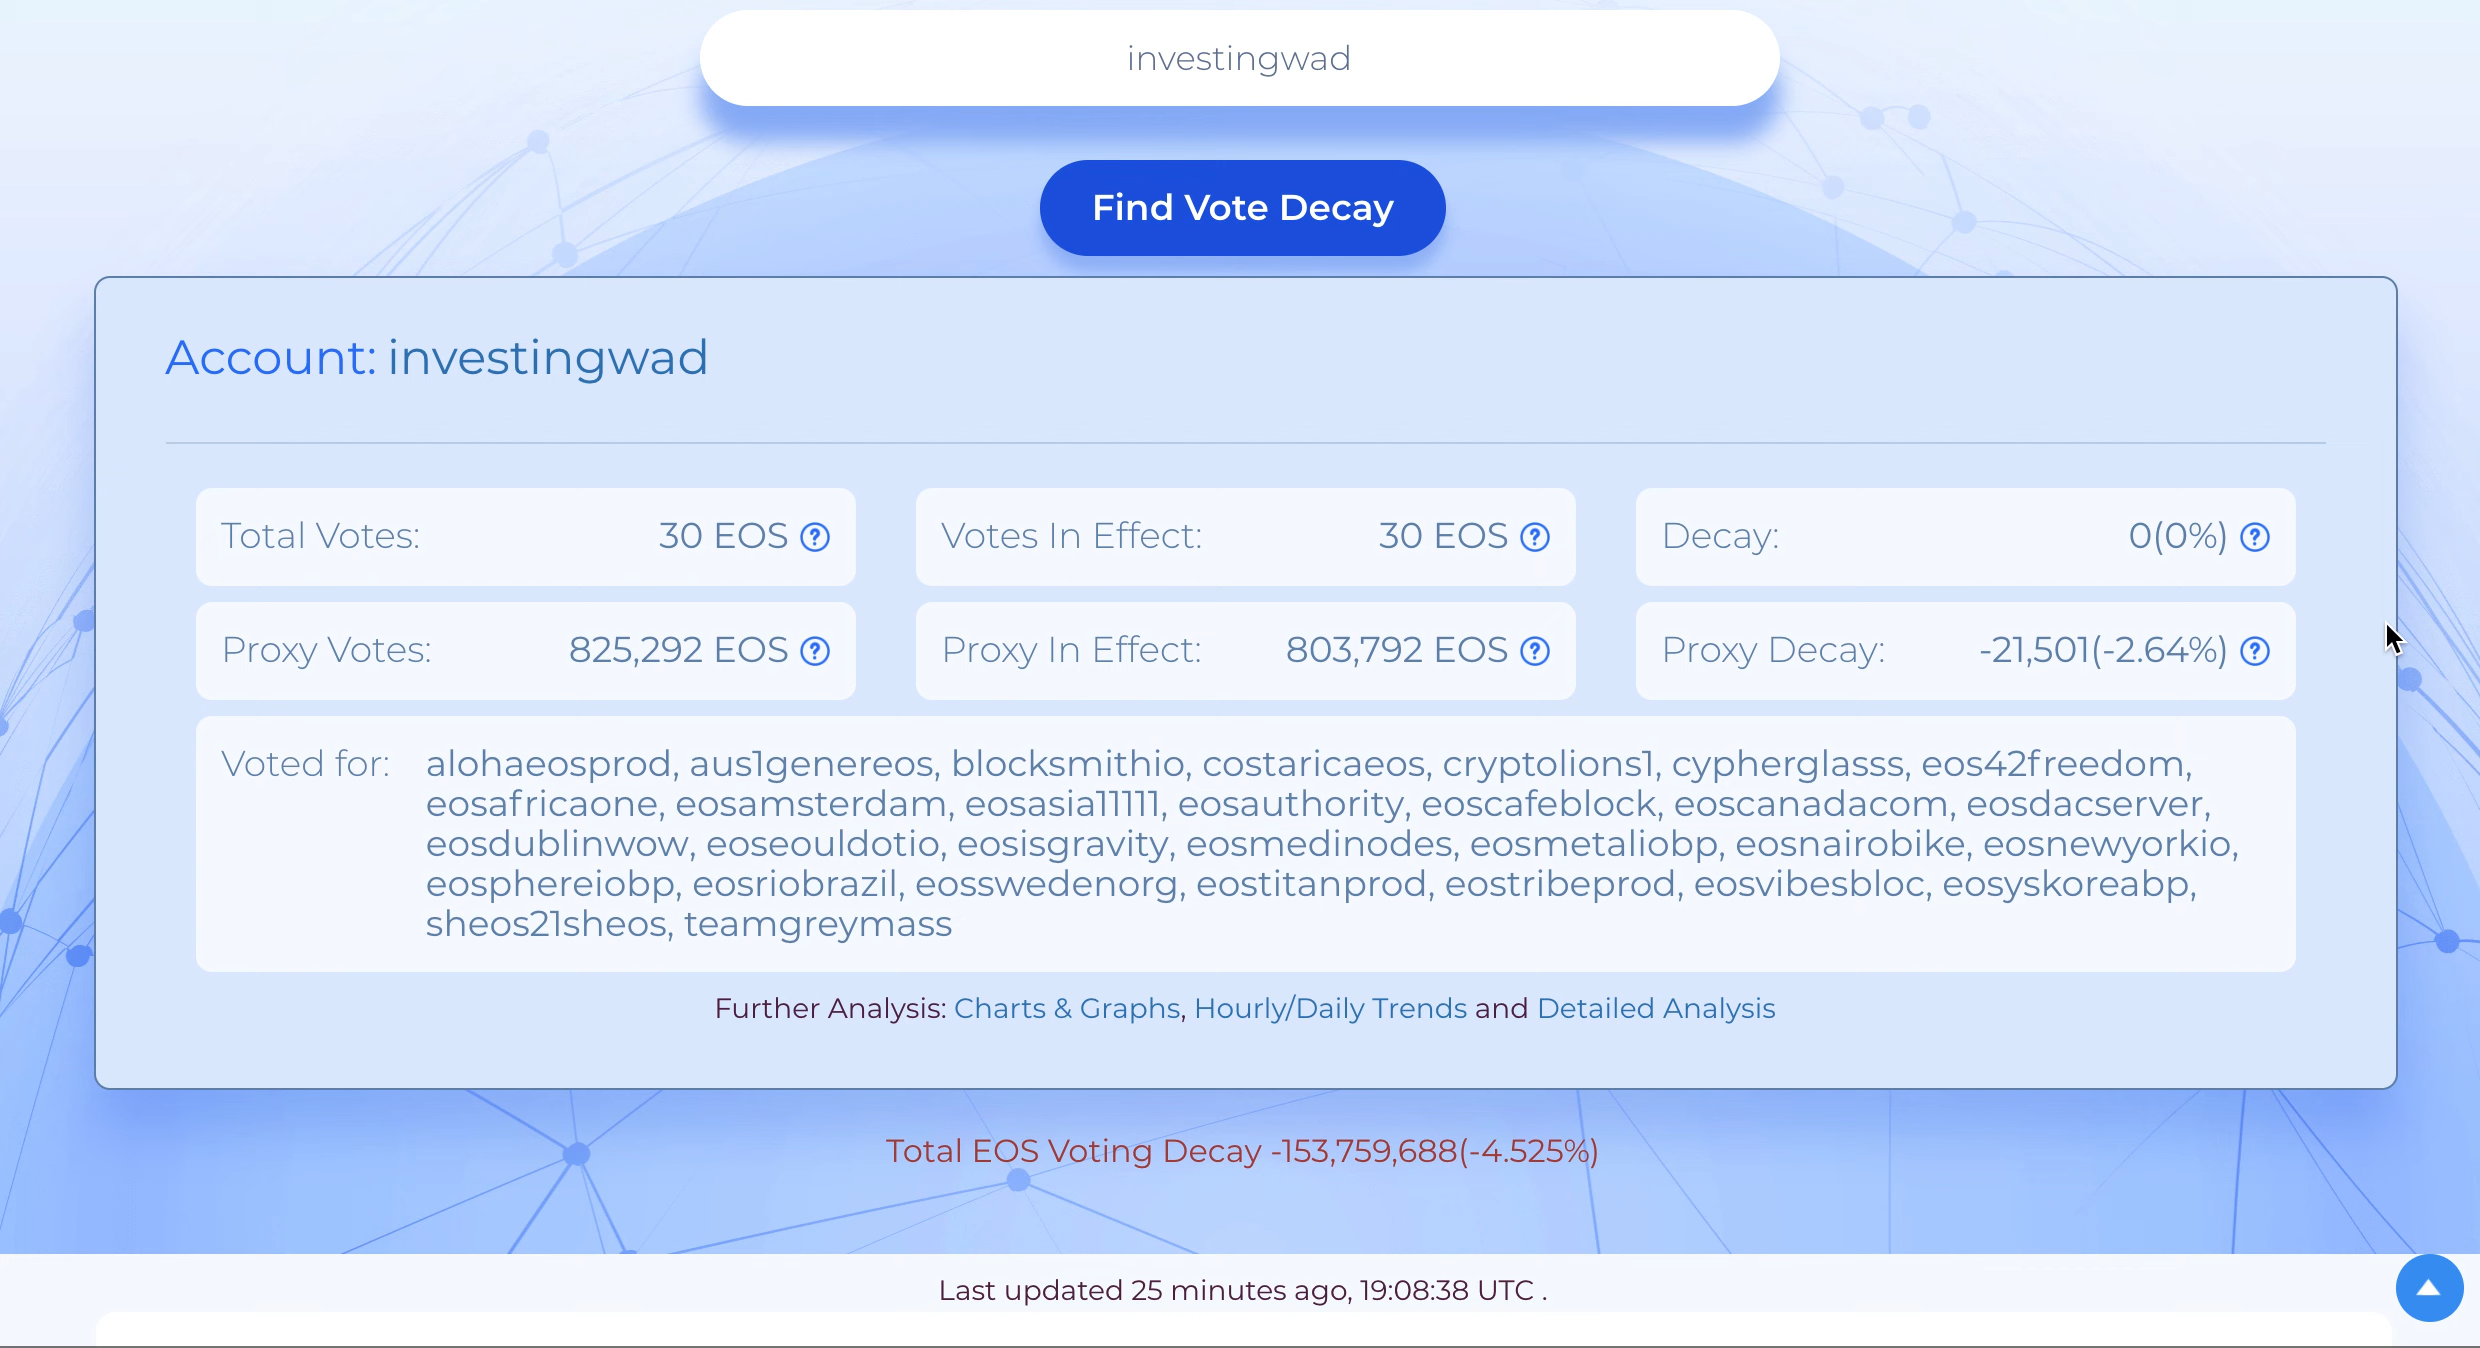 investingwad
Find Vote Decay
Account: investingwad
Total Votes: 30 EOS ?
Votes In Effect: 30 EOS ?
Decay: 0(0%) ?
Proxy Votes: 825,292 EOS ?
Proxy In Effect: 803,792 EOS ?
Proxy Decay: -21,501(-2.64%) ?
Voted for: alohaeosprod, aus1genereos, blocksmithio, costaricaeos, cryptolions1, cypherglasss, eos42freedom,
eosafricaone, eosamsterdam, eosasia11111, eosauthority, eoscafeblock, eoscanadacom, eosdacserver,
eosdublinwow, eoseouldotio, eosisgravity, eosmedinodes, eosmetaliobp, eosnairobike, eosnewyorkio,
eosphereiobp, eosriobrazil, eosswedenorg, eostitanprod, eostribeprod, eosvibesbloc, eosyskoreabp,
sheos21sheos, teamgreymass
Further Analysis: Charts & Graphs, Hourly/Daily Trends and Detailed Analysis
Total EOS Voting Decay -153,759,688(-4.525%)
Last updated 25 minutes ago, 19:08:38 UTC .